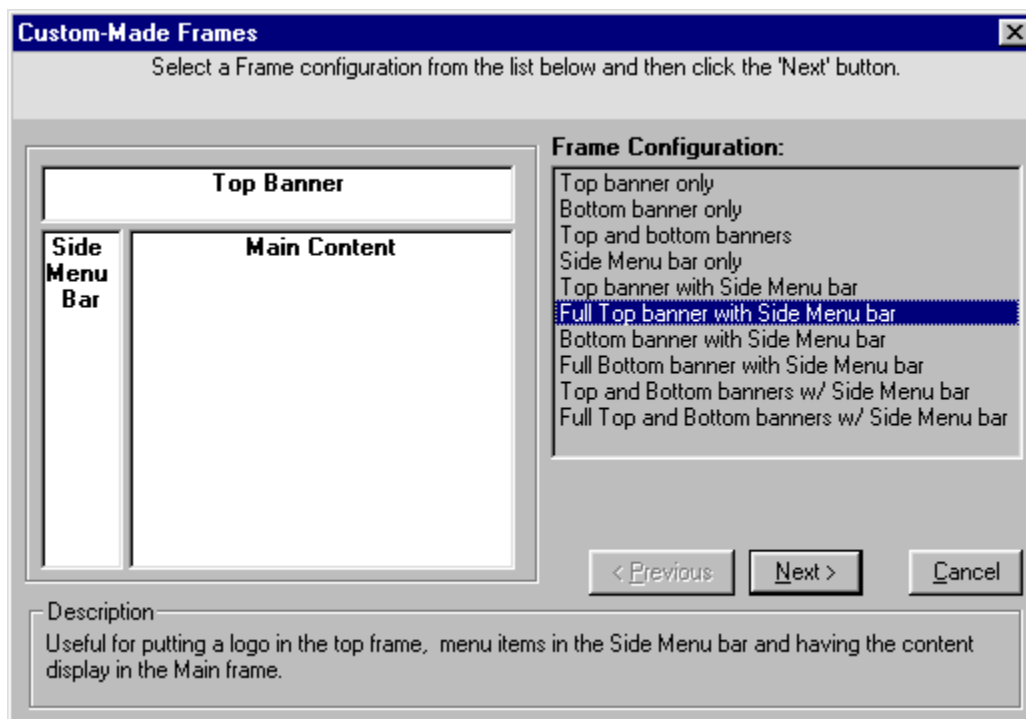 Custom-Made Frames
Select a Frame configuration from the list below and then click the 'Next' button.
Top Banner
Side
Menu
Bar
Main Content
Frame Configuration:
Top banner only
Bottom banner only
Top and bottom banners
Side Menu bar only
Top banner with Side Menu bar
Full Top banner with Side Menu bar
Bottom banner with Side Menu bar
Full Bottom banner with Side Menu bar
Top and Bottom banners w/ Side Menu bar
Full Top and Bottom banners w/ Side Menu bar
< Previous
Next >
Cancel
Description
Useful for putting a logo in the top frame, menu items in the Side Menu bar and having the content
display in the Main frame.